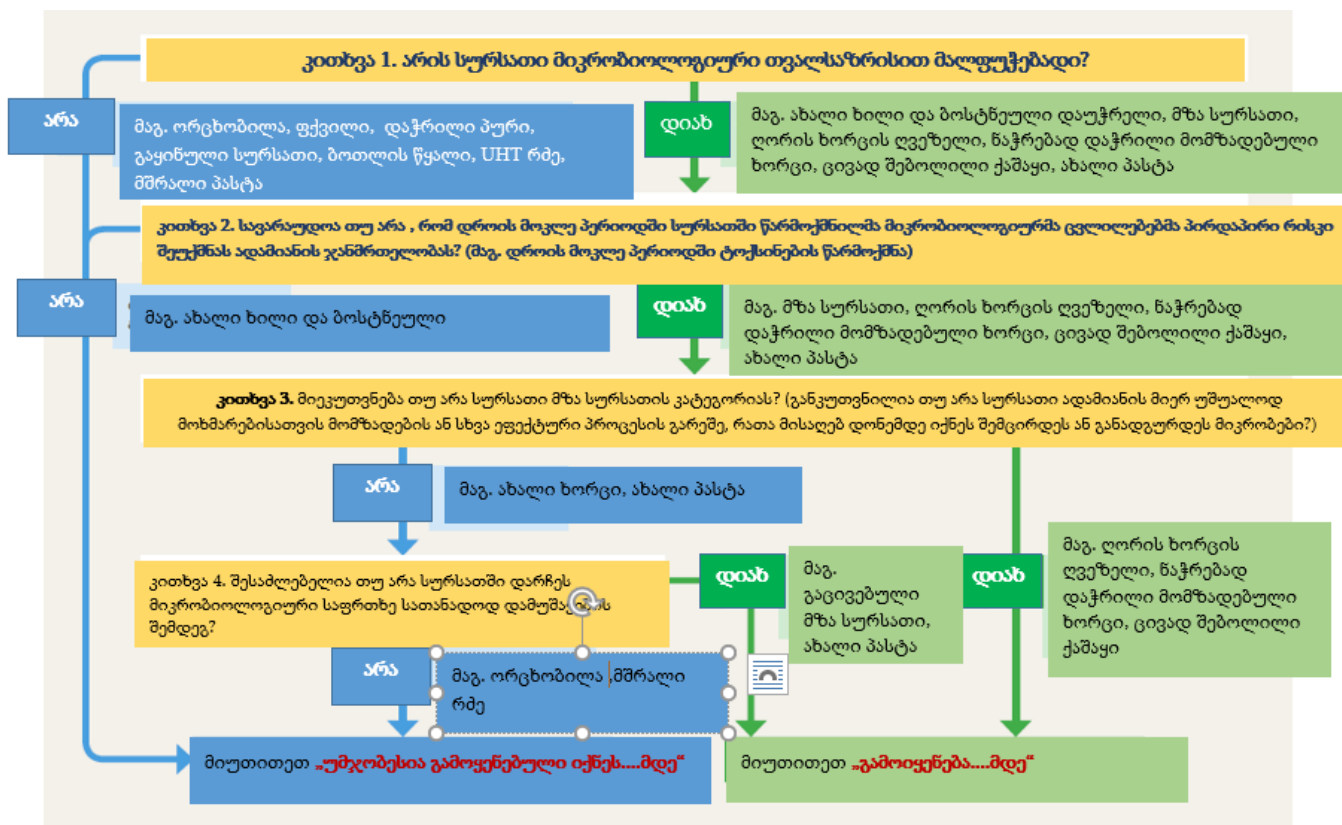 კითხვა 1. არის სურსათი მიკრობიოლოგიური თვალსაზრისით მალფუჭებადი?
არა
მაგ. ორცხობილა, ფქვილი, დაჭრილი პური,
გაყინული სურსათი, ბოთლის წყალი, UHT რძე,
მშრალი პასტა
დიახ
მაგ. ახალი ხილი და ბოსტნეული დაუჭრელი, მზა სურსათი,
ღორის ხორცის ღვეზელი, ნაჭრებად დაჭრილი მომზადებული
ხორცი, ცივად შებოლილი ქაშაყი, ახალი პასტა
კითხვა 2. სავარაუდოა თუ არა , რომ დროის მოკლე პერიოდში სურსათში წარმოქმნილმა მიკრობიოლოგიურმა ცვლილებებმა პირდაპირი რისკი
შეუქმნას ადამიანის ჯანმრთელობას? (მაგ. დროის მოკლე პერიოდში ტოქსინების წარმოქმნა)
არა
მაგ. ახალი ხილი და ბოსტნეული
დიახ
მაგ. მზა სურსათი, ღორის ხორცის ღვეზელი, ნაჭრებად
დაჭრილი მომზადებული ხორცი, ცივად შებოლილი ქაშაყი,
ახალი პასტა
კითხვა 3. მიეკუთვნება თუ არა სურსათი მზა სურსათის კატეგორიას? (განკუთვნილია თუ არა სურსათი ადამიანის მიერ უშუალოდ
მოხმარებისათვის მომზადების ან სხვა ეფექტური პროცესის გარეშე, რათა მისაღებ დონემდე იქნეს შემცირდეს ან განადგურდეს მიკრობები?)
არა
მაგ. ახალი ხორცი, ახალი პასტა
კითხვა 4. შესაძლებელია თუ არა სურსათში დარჩეს
მიკრობიოლოგიური საფრთხე სათანადოდ
შემდეგ?
დიახ
მაგ.
გაცივებული
მზა სურსათი,
ახალი პასტა
დიახ
მაგ. ღორის ხორცის
ღვეზელი, ნაჭრებად
დაჭრილი მომზადებული
ხორცი, ცივად შებოლილი
ქაშაყი
არა
მაგ. ორცხობილა ,მშრალი
რძე
მიუთითეთ „უმჯობესია გამოყენებული იქნეს....მდე“
მიუთითეთ „გამოიყენება....მდე“